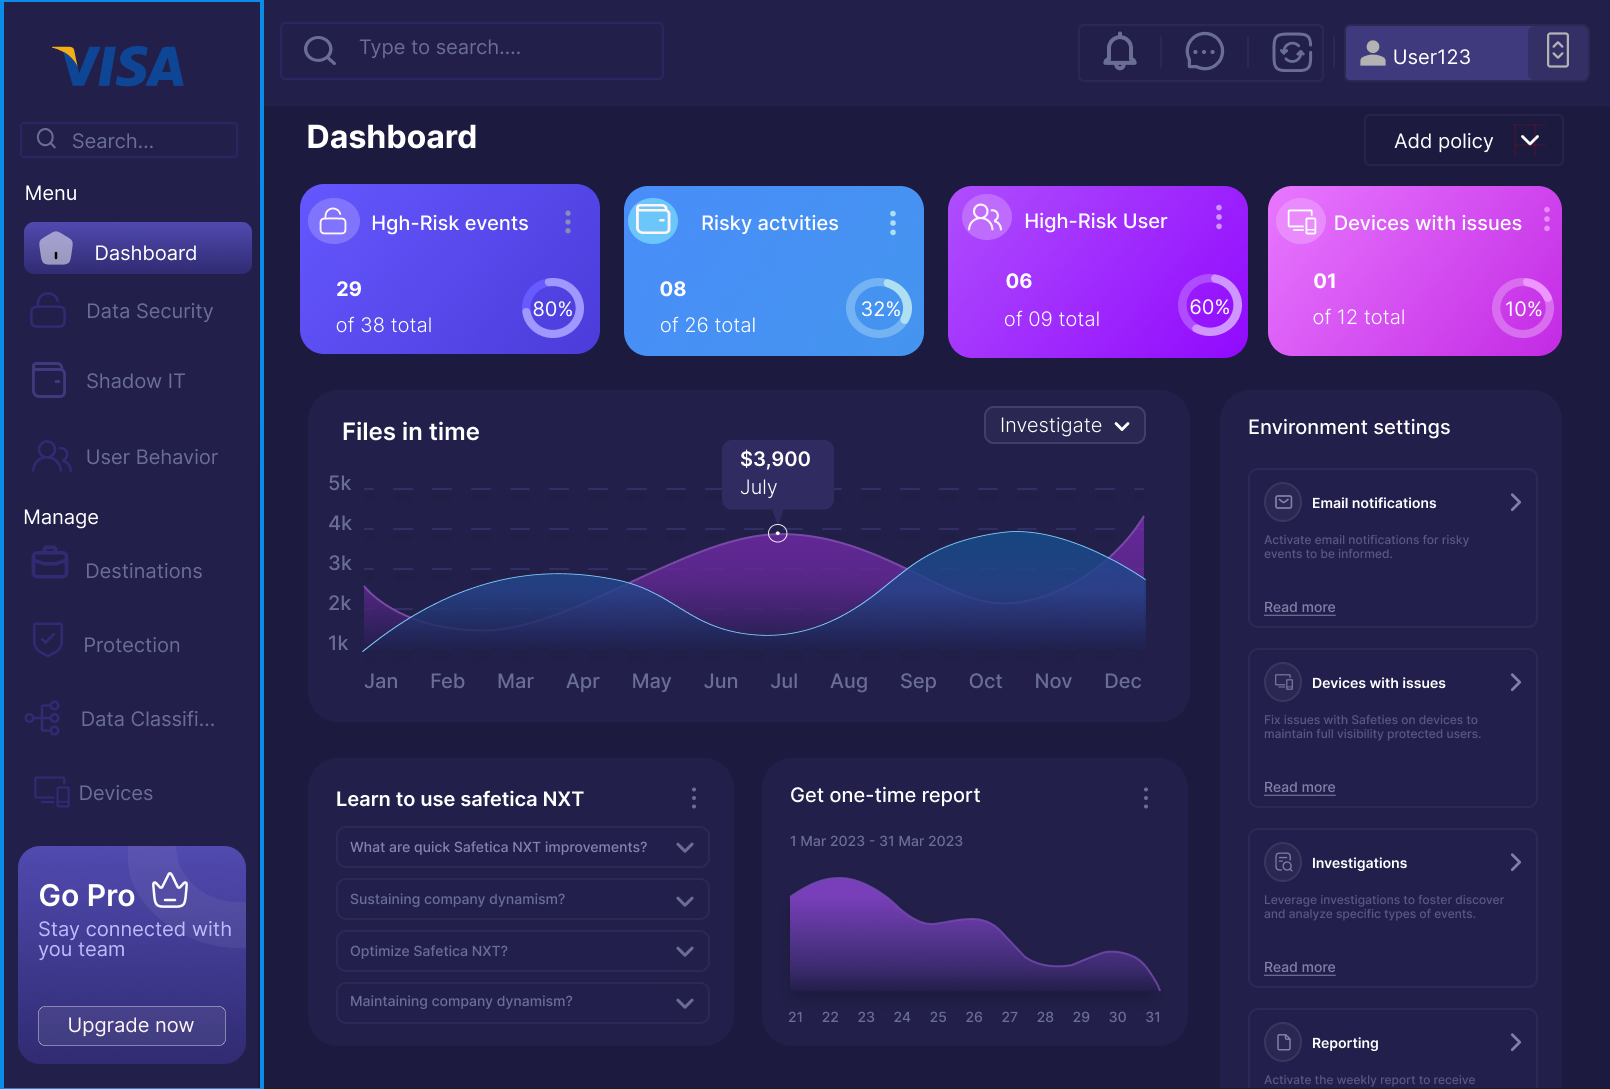 VISA
Search...
Menu
Dashboard
Data Security
Shadow IT
User Behavior
Manage
Destinations
Protection
Data Classifi...
Devices
Go Pro
Stay connected with
you team
Upgrade now
Type to search....
User123
Dashboard
Add policy
Hgh-Risk events
29
of 38 total
80%
Risky actvities
08
of 26 total
32%
High-Risk User
06
of 09 total
60%
Devices with issues
01
of 12 total
10%
Files in time
Investigate
$3,900
July
5k
4k
3k
2k
1k
Jan Feb Mar Apr May Jun Jul Aug Sep Oct Nov Dec
Learn to use safetica NXT
What are quick Safetica NXT improvements?
Sustaining company dynamism?
Optimize Safetica NXT?
Maintaining company dynamism?
Get one-time report
1 Mar 2023 - 31 Mar 2023
21 22 23 24 25 26 27 28 29 30 31
Environment settings
Email notifications
Activate email notifications for risky
events to be informed.
Read more
Devices with issues
Fix issues with Safeties on devices to
maintain full visibility protected users.
Read more
Investigations
Leverage investigations to foster discover
and analyze specific types of events.
Read more
Reporting
Activate the weekly report to receive